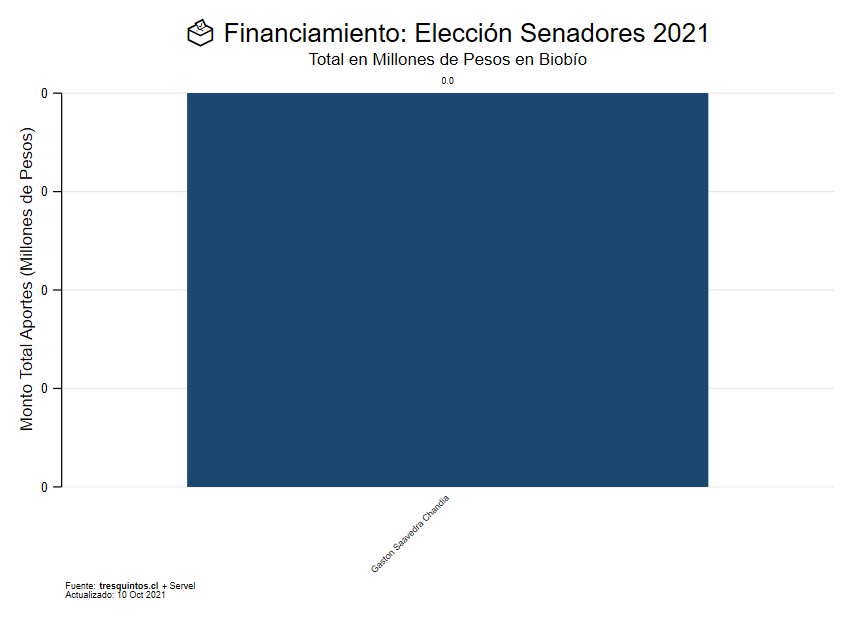 Financiamiento: Elección Senadores 2021
Total en Millones de Pesos en Biobío
0.0
Monto Total Aportes (Millones de Pesos)
0
0
0
0
0
Gaston Saavedra Chandia
Fuente: tresquintos.cl + Servel
Actualizado: 10 Oct 2021